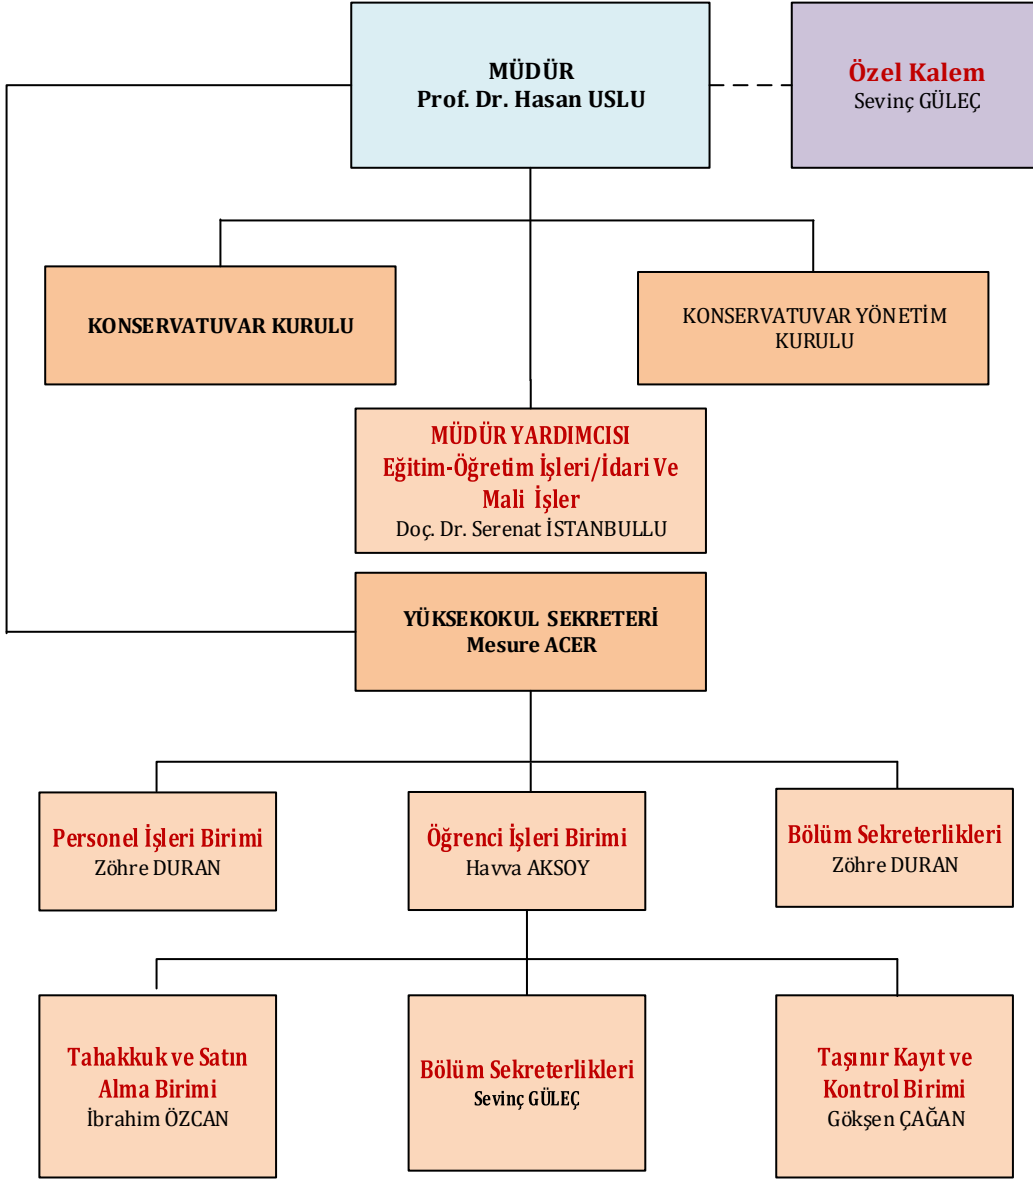 MÜDÜR
Prof. Dr. Hasan USLU
Özel Kalem
Sevinç GÜLEÇ
KONSERVATUVAR KURULU
KONSERVATUVAR YÖNETİM
KURULU
MÜDÜR YARDIMCISI
Eğitim-Öğretim İşleri/İdari Ve
Mali İşler
Doç. Dr. Serenat İSTANBULLU
YÜKSEKOKUL SEKRETERİ
Mesure ACER
Personel İşleri Birimi
Zöhre DURAN
Öğrenci İşleri Birimi
Havva AKSOY
Bölüm Sekreterlikleri
Zöhre DURAN
Tahakkuk ve Satın
Alma Birimi
İbrahim ÖZCAN
Bölüm Sekreterlikleri
Sevinç GÜLEÇ
Taşınır Kayıt ve
Kontrol Birimi
Gökşen ÇAĞAN